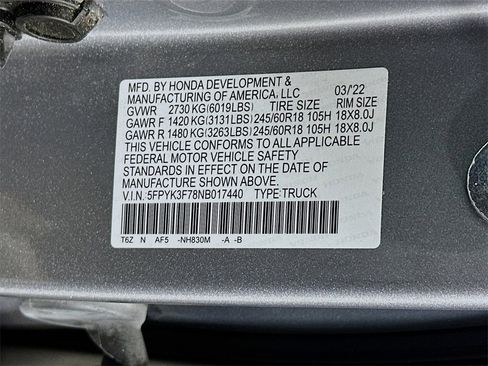 MFD. BY HONDA DEVELOPMENT &
MANUFACTURING OF AMERICA, LLC 03/'22
GVWR 2730 KG(6019LBS) TIRE SIZE RIM SIZE
GAWR F 1420 KG(3131LBS) 245/60R18 105H 18X8.0J
GAWR R 1480 KG(3263LBS) 245/60R18 105H 18X8.0J
THIS VEHICLE CONFORMS TO ALL APPLICABLE
FEDERAL MOTOR VEHICLE SAFETY
STANDARDS IN EFFECT ON THE DATE OF
MANUFACTURE SHOWN ABOVE.
V.I.N. 5FPYK3F78NB017440 TYPE:TRUCK
T6Z N AF5 -NH830M -A -B